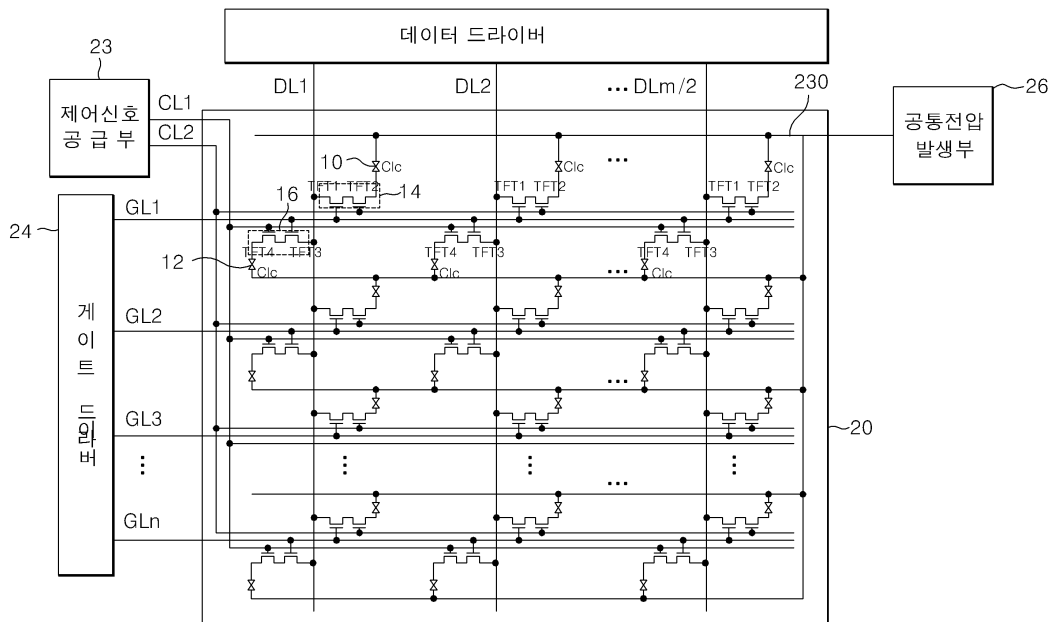 데이터 드라이버
23
제어신호
공 급 부
CL1
CL2
DL1
DL2
... DLm/2
230
26
공통전압
발생부
10
Clc
Clc
...
Clc
TFT1
TFT2
14
TFT1
TFT2
TFT1
TFT2
16
GL1
24
TFT4
TFT3
TFT4
TFT3
TFT4
TFT3
12
Clc
Clc
...
Clc
게이트 드라이버
GL2
...
GL3
20
...
...
...
...
...
GLn